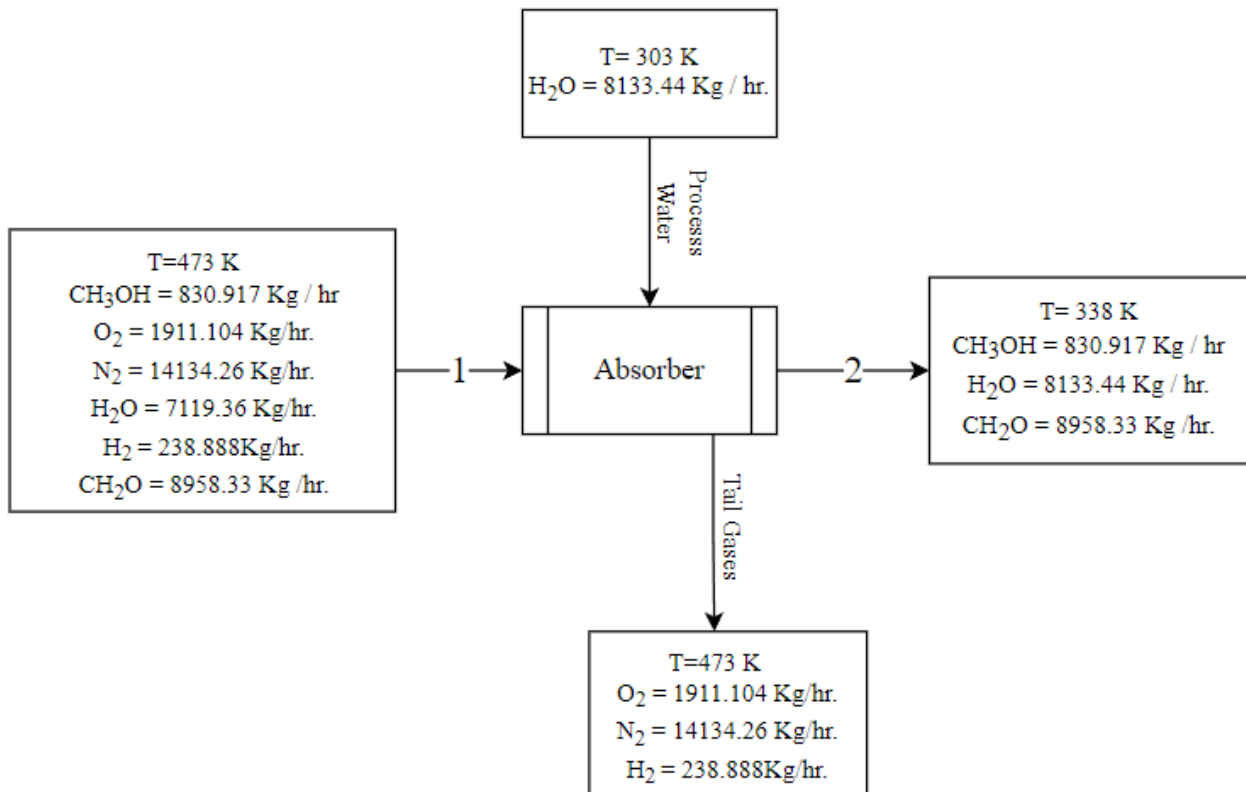 T= 303 K
H₂O = 8133.44 Kg / hr.
Processs
Water
T=473 K
CH₃OH = 830.917 Kg / hr
O₂ = 1911.104 Kg/hr.
N₂ = 14134.26 Kg/hr.
H₂O = 7119.36 Kg/hr.
H₂ = 238.888Kg/hr.
CH₂O = 8958.33 Kg /hr.
1
Absorber
2
T= 338 K
CH₃OH = 830.917 Kg / hr
H₂O = 8133.44 Kg / hr.
CH₂O = 8958.33 Kg /hr.
Tail Gases
T=473 K
O₂ = 1911.104 Kg/hr.
N₂ = 14134.26 Kg/hr.
H₂ = 238.888Kg/hr.